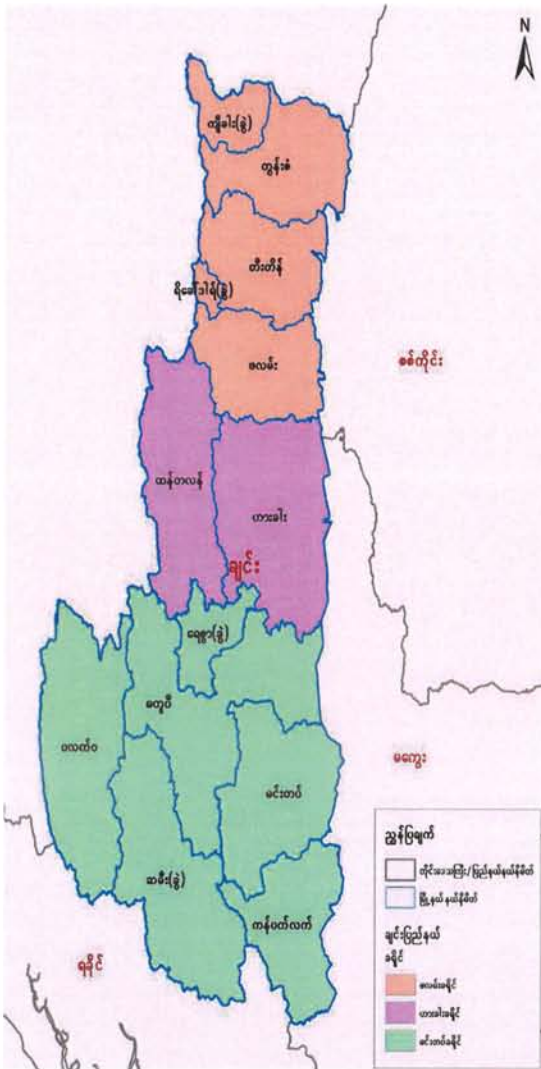 N
ကျီခါး(ခွဲ)
တွန်းဇံ
တီးတိန်
ရိခေါ်ဒါရ်(ခွဲ)
ဖလမ်း
စစ်ကိုင်း
ထန်တလန်
ဟားခါး
ချင်း
ရေဇွာ(ခွဲ)
မတူပီ
ပလက်ဝ
မကွေး
မင်းတပ်
ဆမီး(ခွဲ)
ကန်ပက်လက်
ရခိုင်
ညွှန်ပြချက်
တိုင်းဒေသကြီး/ပြည်နယ်နယ်နိမိတ်
မြို့နယ်နယ်နိမိတ်
ချင်းပြည်နယ်
ခရိုင်
ဖလမ်းခရိုင်
ဟားခါးခရိုင်
မင်းတပ်ခရိုင်